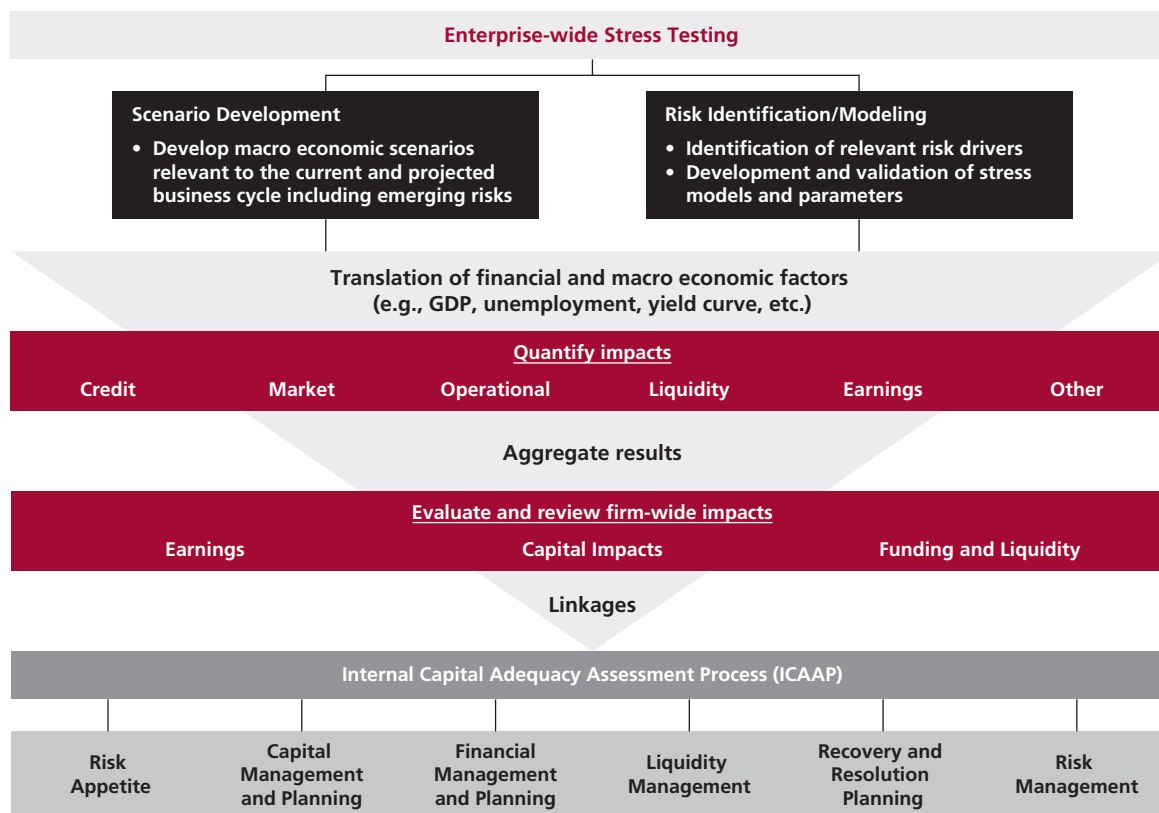 Enterprise-wide Stress Testing
Scenario Development
• Develop macro economic scenarios
relevant to the current and projected
business cycle including emerging risks
Risk Identification/Modeling
• Identification of relevant risk drivers
• Development and validation of stress
models and parameters
Translation of financial and macro economic factors
(e.g., GDP, unemployment, yield curve, etc.)
Quantify impacts
Credit Market Operational Liquidity Earnings Other
Aggregate results
Evaluate and review firm-wide impacts
Earnings Capital Impacts Funding and Liquidity
Linkages
Internal Capital Adequacy Assessment Process (ICAAP)
Risk
Appetite
Capital
Management
and Planning
Financial
Management
and Planning
Liquidity
Management
Recovery and
Resolution
Planning
Risk
Management